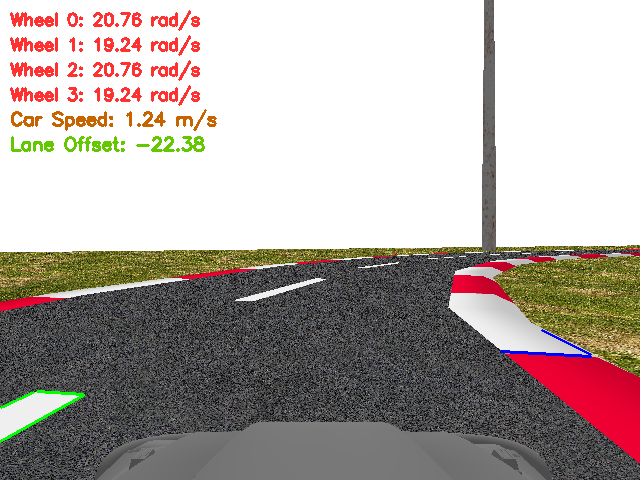 Wheel 0: 20.76 rad/s
Wheel 1: 19.24 rad/s
Wheel 2: 20.76 rad/s
Wheel 3: 19.24 rad/s
Car Speed: 1.24 m/s
Lane Offset: -22.38